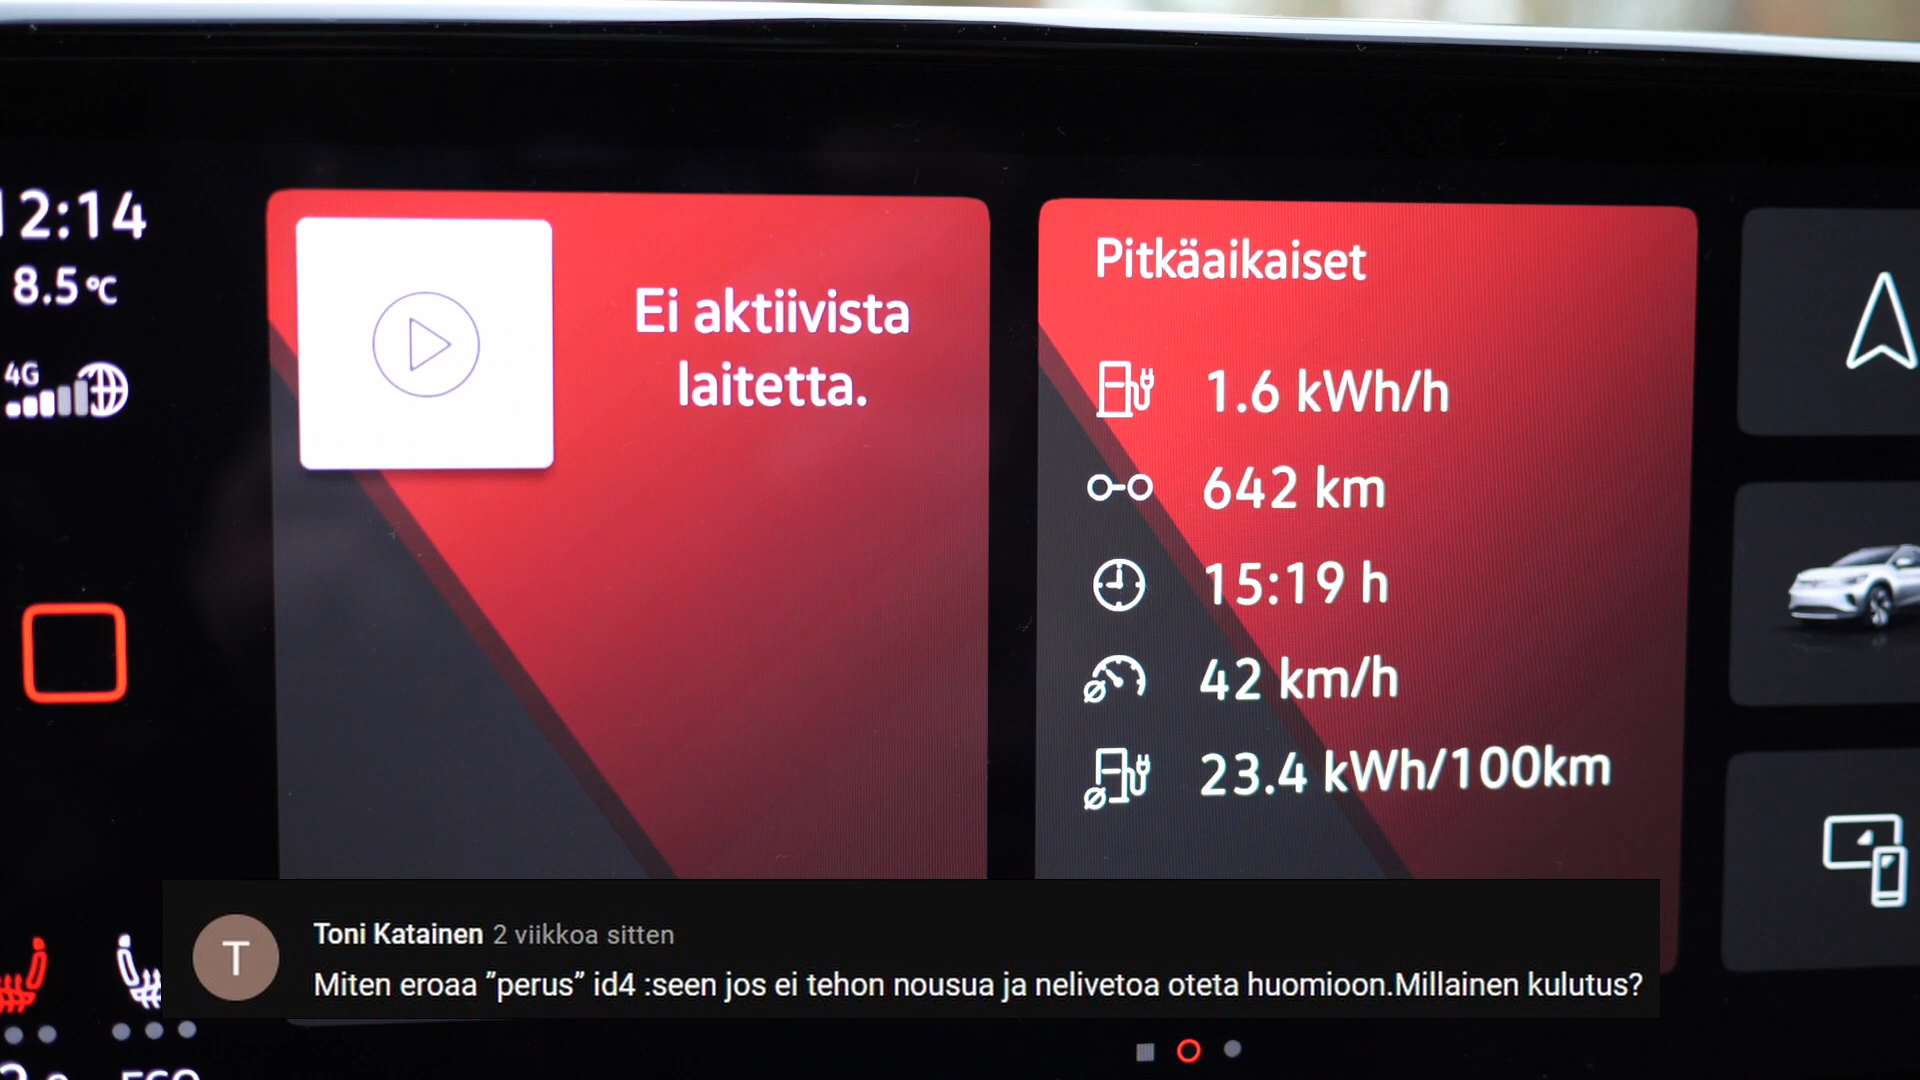 12:14
8.5 °C
4G
Ei aktiivista
laitetta.
Pitkäaikaiset
1.6 kWh/h
642 km
15:19 h
42 km/h
23.4 kWh/100km
T
Toni Katainen 2 viikkoa sitten
Miten eroaa ”perus” id4 :seen jos ei tehon nousua ja nelivetoa oteta huomioon.Millainen kulutus?